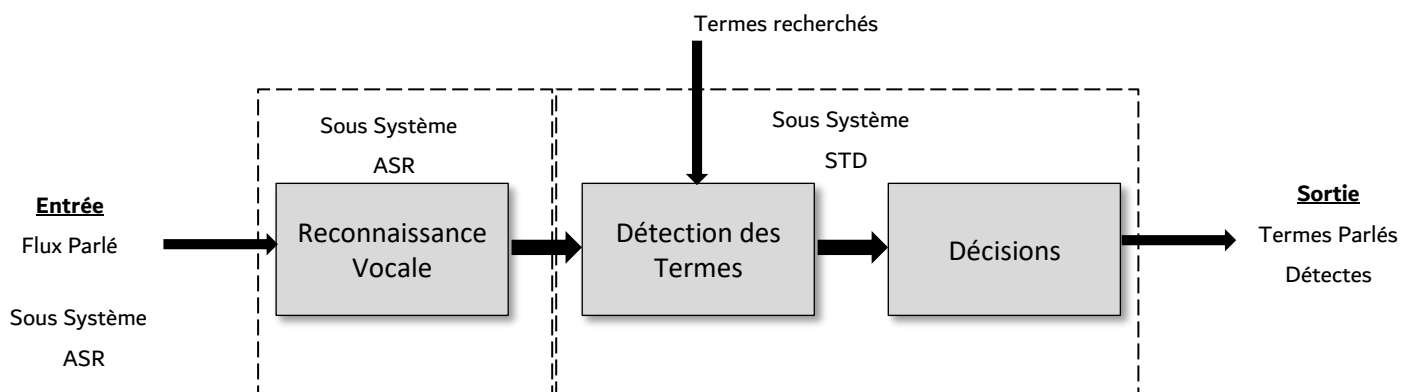 Termes recherchés
Sous Système
ASR
Sous Système
STD
Entrée
Flux Parlé
Reconnaissance
Vocale
Détection des
Termes
Décisions
Sortie
Termes Parlés
Détectes
Sous Système
ASR